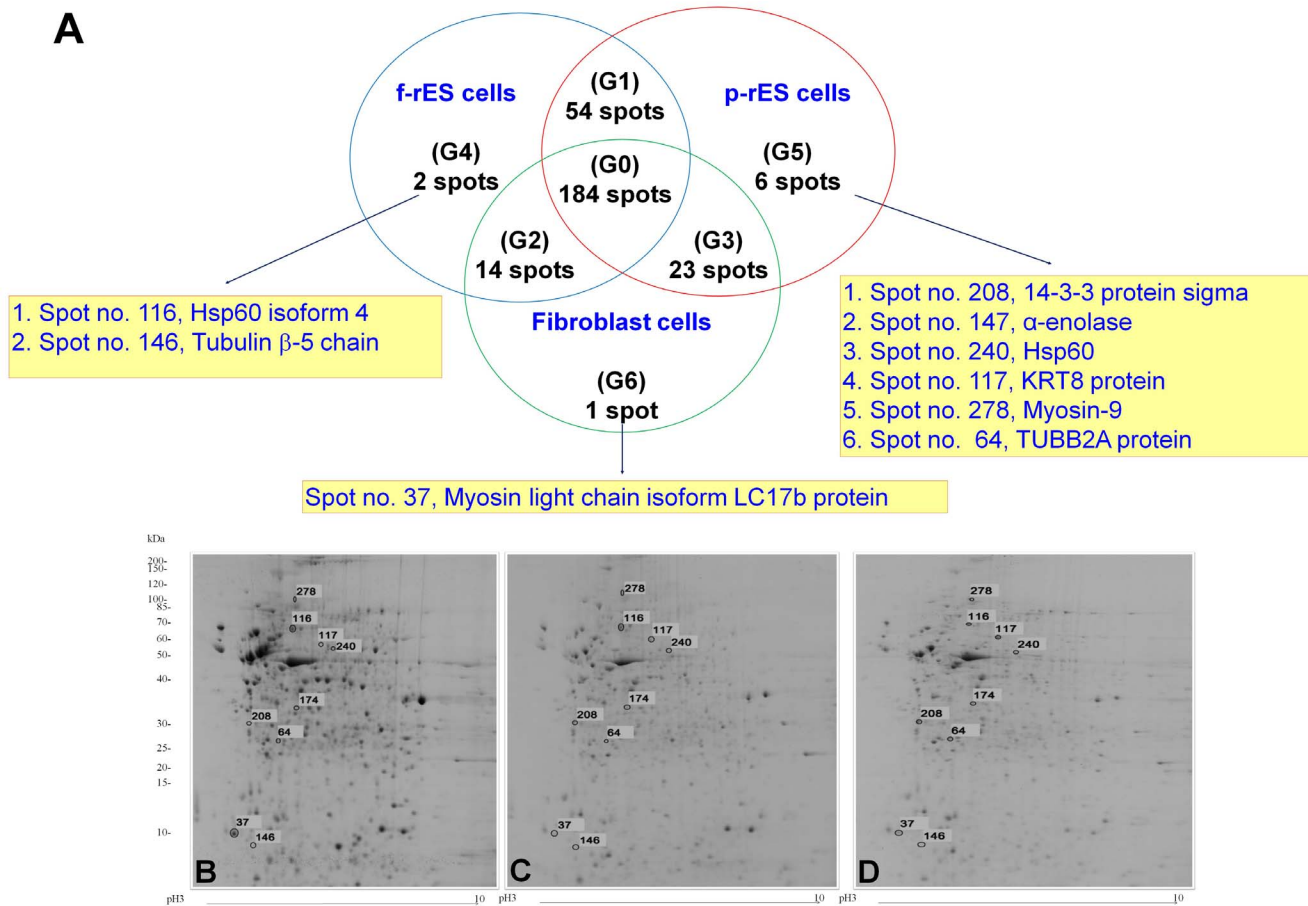 A
f-rES cells
(G1)
54 spots
p-rES cells
(G4)
2 spots
(G0)
184 spots
(G5)
6 spots
(G2)
14 spots
(G3)
23 spots
Fibroblast cells
(G6)
1 spot
1. Spot no. 116, Hsp60 isoform 4
2. Spot no. 146, Tubulin β-5 chain
1. Spot no. 208, 14-3-3 protein sigma
2. Spot no. 147, α-enolase
3. Spot no. 240, Hsp60
4. Spot no. 117, KRT8 protein
5. Spot no. 278, Myosin-9
6. Spot no. 64, TUBB2A protein
Spot no. 37, Myosin light chain isoform LC17b protein
kDa
200-
150-
120-
100-
85-
70-
60-
50-
40-
30-
25-
20-
15-
10-
278
116
117
240
174
208
64
37
146
B
pH3
10
278
116
117
240
174
208
64
37
146
C
pH3
10
278
116
117
240
174
208
64
37
146
D
pH3
10